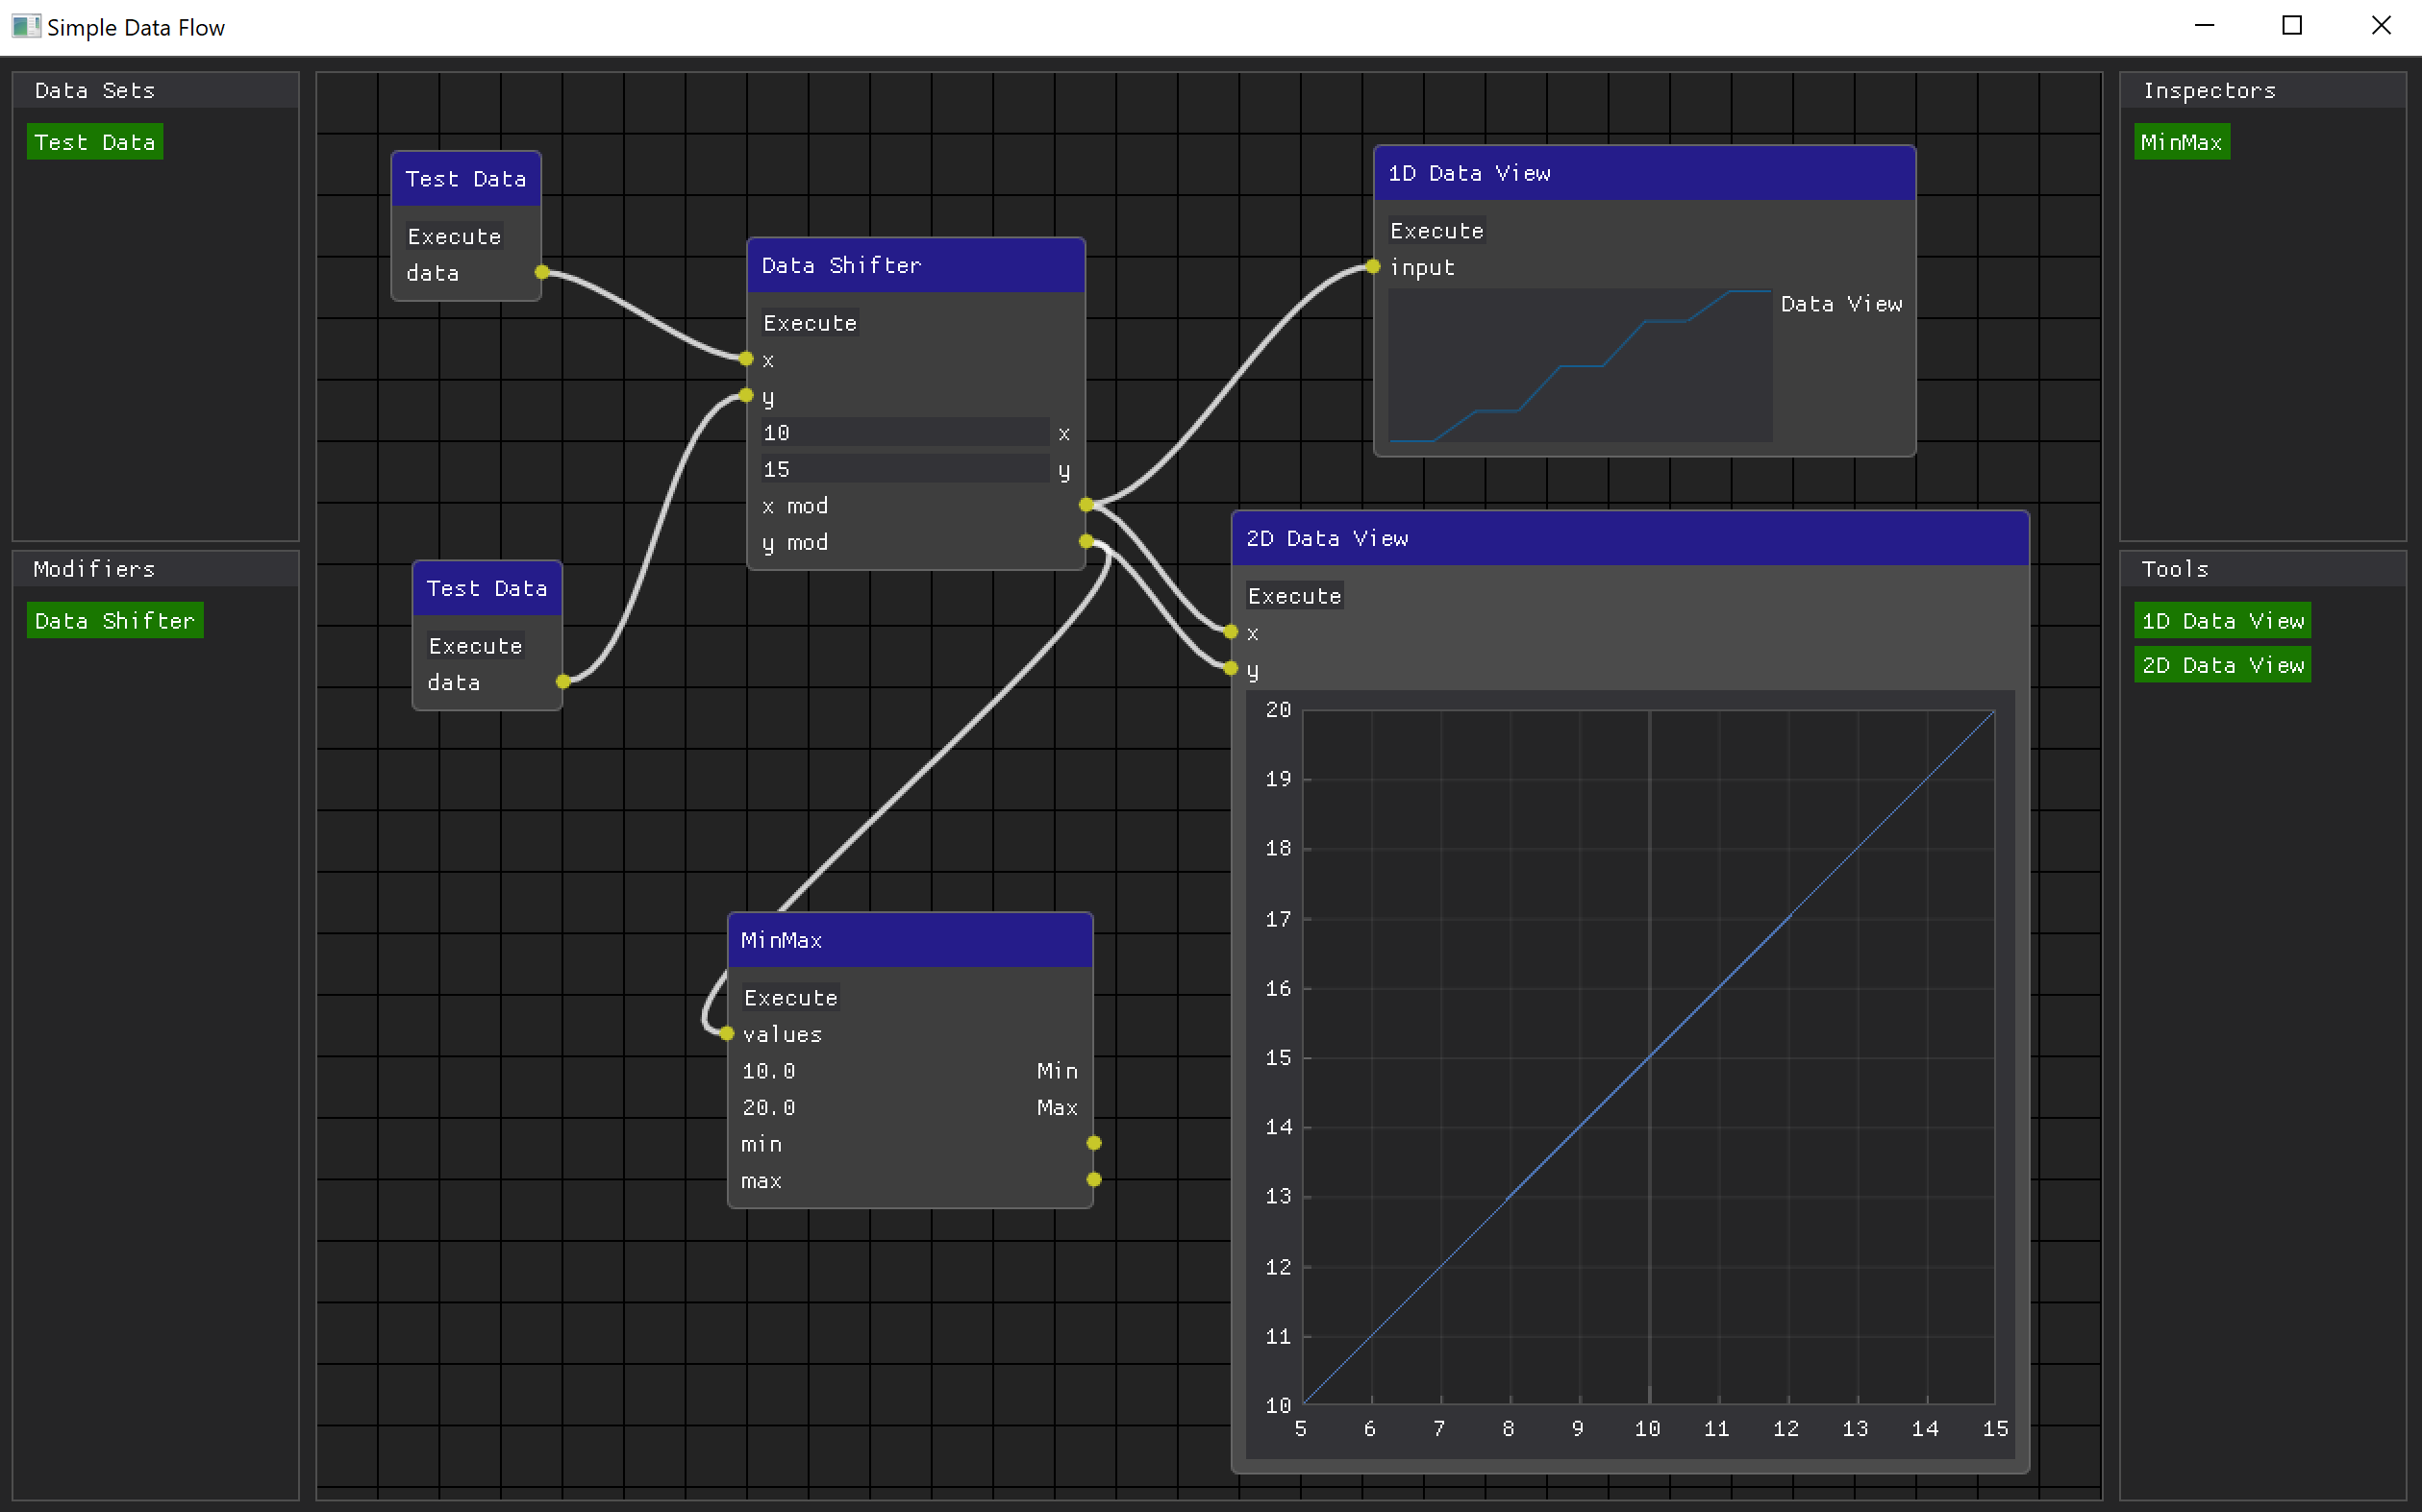 Simple Data Flow
Data Sets
Test Data
Modifiers
Data Shifter
Test Data
Execute
data
Test Data
Execute
data
Data Shifter
Execute
x
y
10 x
15 y
x mod
y mod
MinMax
Execute
values
10.0 Min
20.0 Max
min
max
1D Data View
Execute
input
Data View
2D Data View
Execute
x
y
20
19
18
17
16
15
14
13
12
11
10
5 6 7 8 9 10 11 12 13 14 15
Inspectors
MinMax
Tools
1D Data View
2D Data View